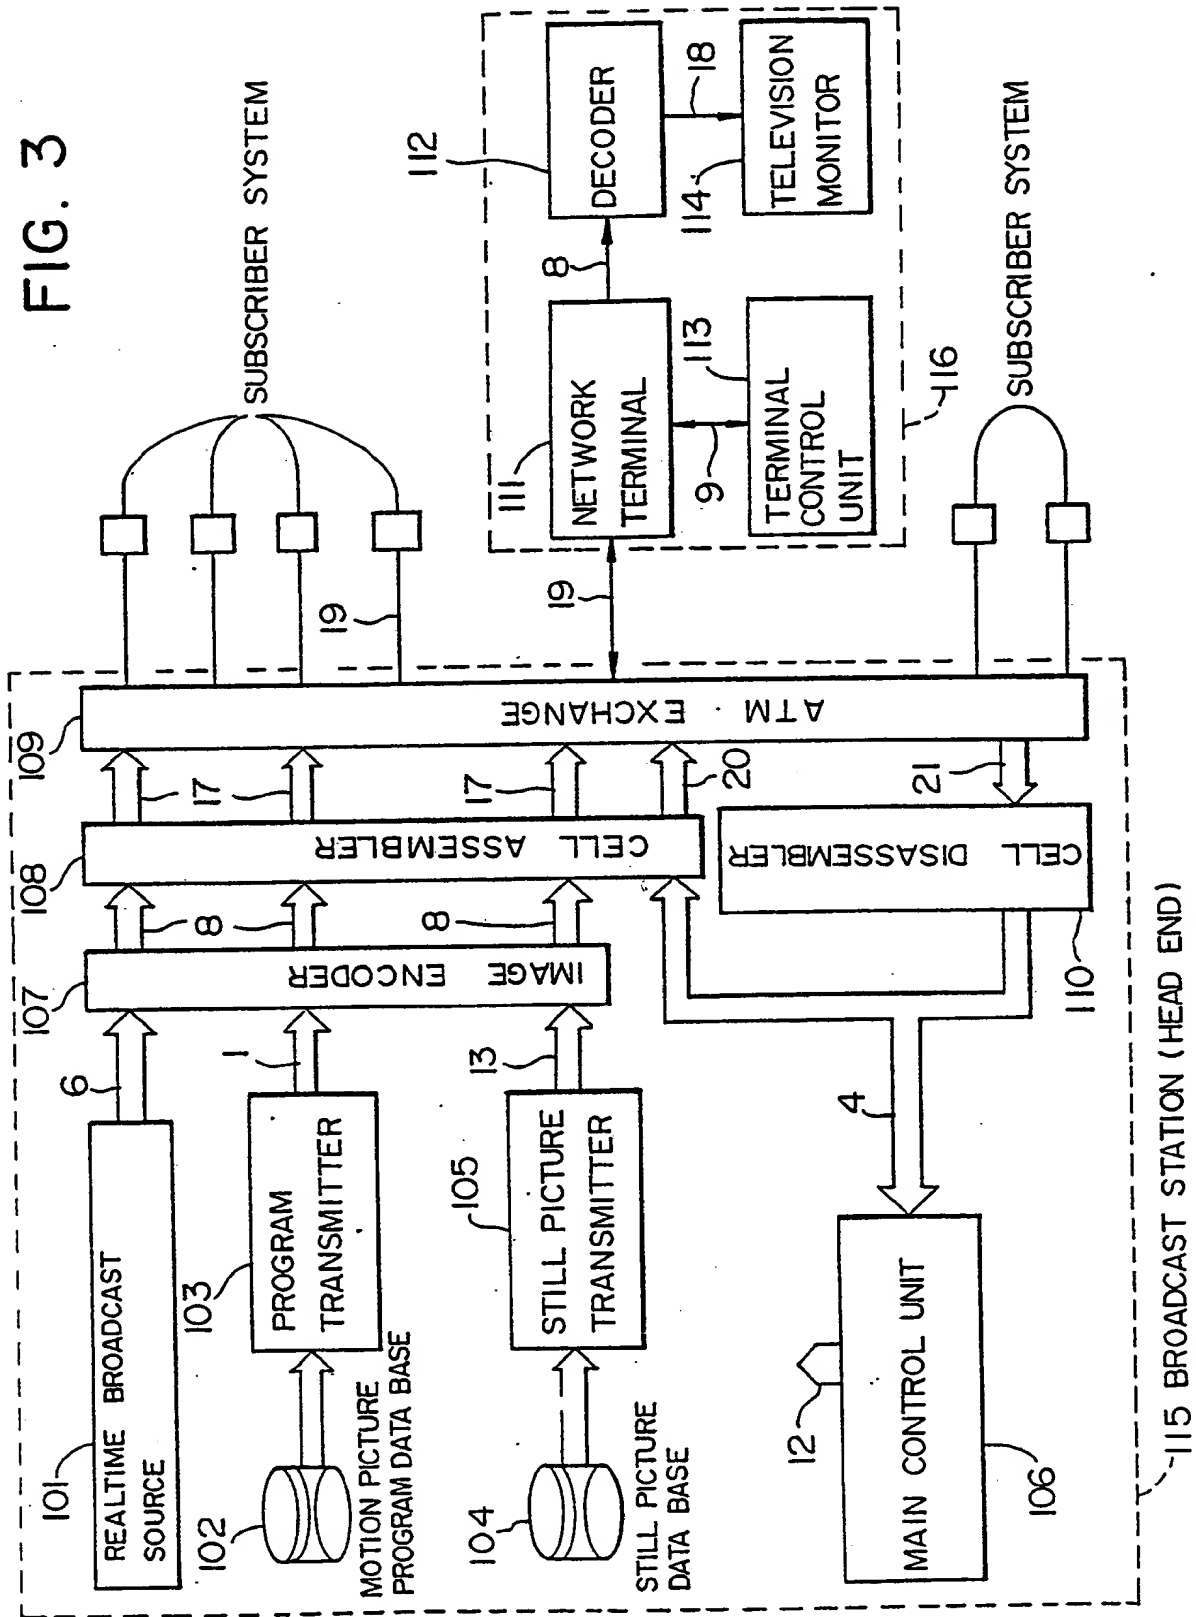 FIG. 3
101
REALTIME BROADCAST
SOURCE
6
107
IMAGE ENCODER
8
108
CELL ASSEMBLER
17
109
ATM EXCHANGE
19
SUBSCRIBER SYSTEM
102
MOTION PICTURE
PROGRAM DATA BASE
103
PROGRAM
TRANSMITTER
1
104
STILL PICTURE
DATA BASE
105
STILL PICTURE
TRANSMITTER
13
8
17
20
12
MAIN CONTROL UNIT
106
4
110
CELL DISASSEMBLER
21
19
111
NETWORK
TERMINAL
8
112
DECODER
9
113
TERMINAL
CONTROL
UNIT
18
114
TELEVISION
MONITOR
116
SUBSCRIBER SYSTEM
115 BROADCAST STATION (HEAD END)